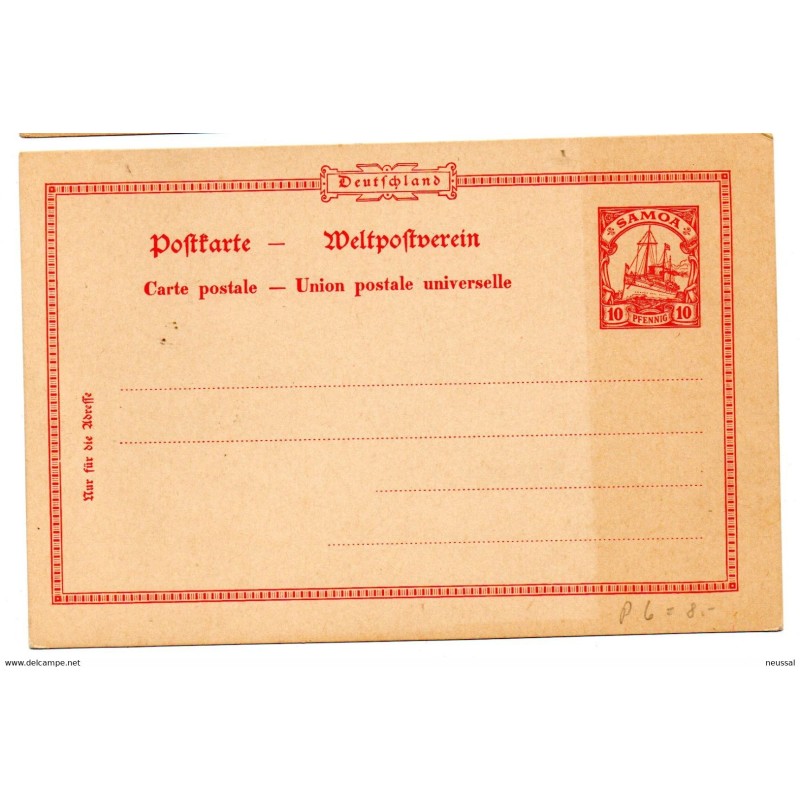 Deutschland
Postkarte — Weltpostverein
Carte postale — Union postale universelle
SAMOA
10 PFENNIG 10
Nur für die Adresse
P 6 = 8.-
www.delcampe.net
neussal